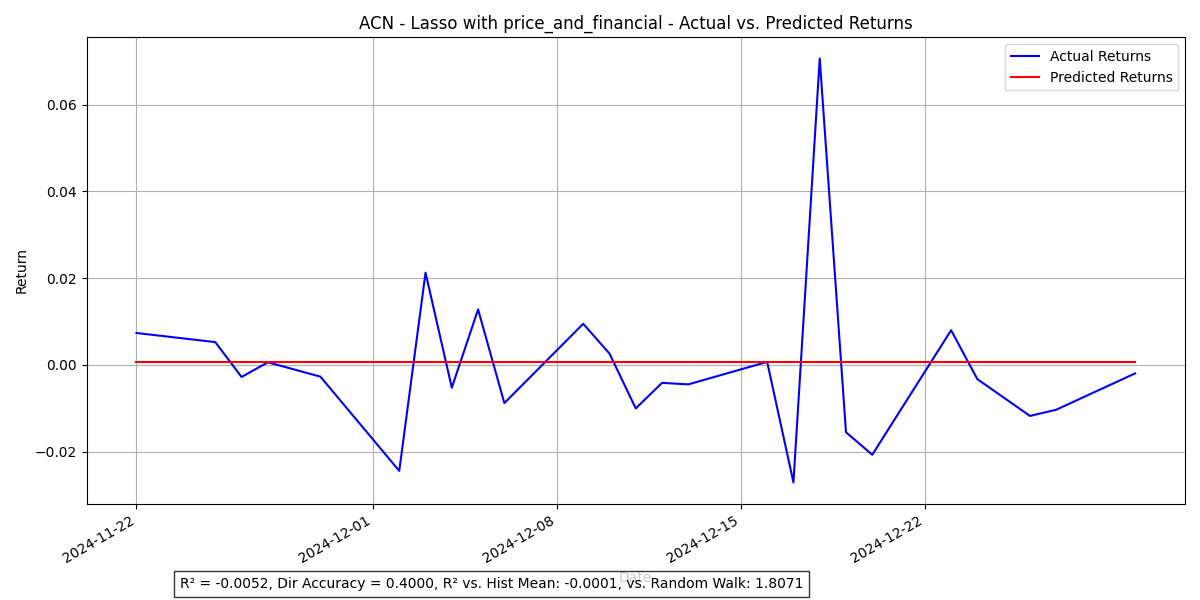 ACN - Lasso with price_and_financial - Actual vs. Predicted Returns
Actual Returns
Predicted Returns
0.06
0.04
0.02
0.00
−0.02
Return
2024-11-22
2024-12-01
2024-12-08
2024-12-15
2024-12-22
Date
R² = -0.0052, Dir Accuracy = 0.4000, R² vs. Hist Mean: -0.0001, vs. Random Walk: 1.8071